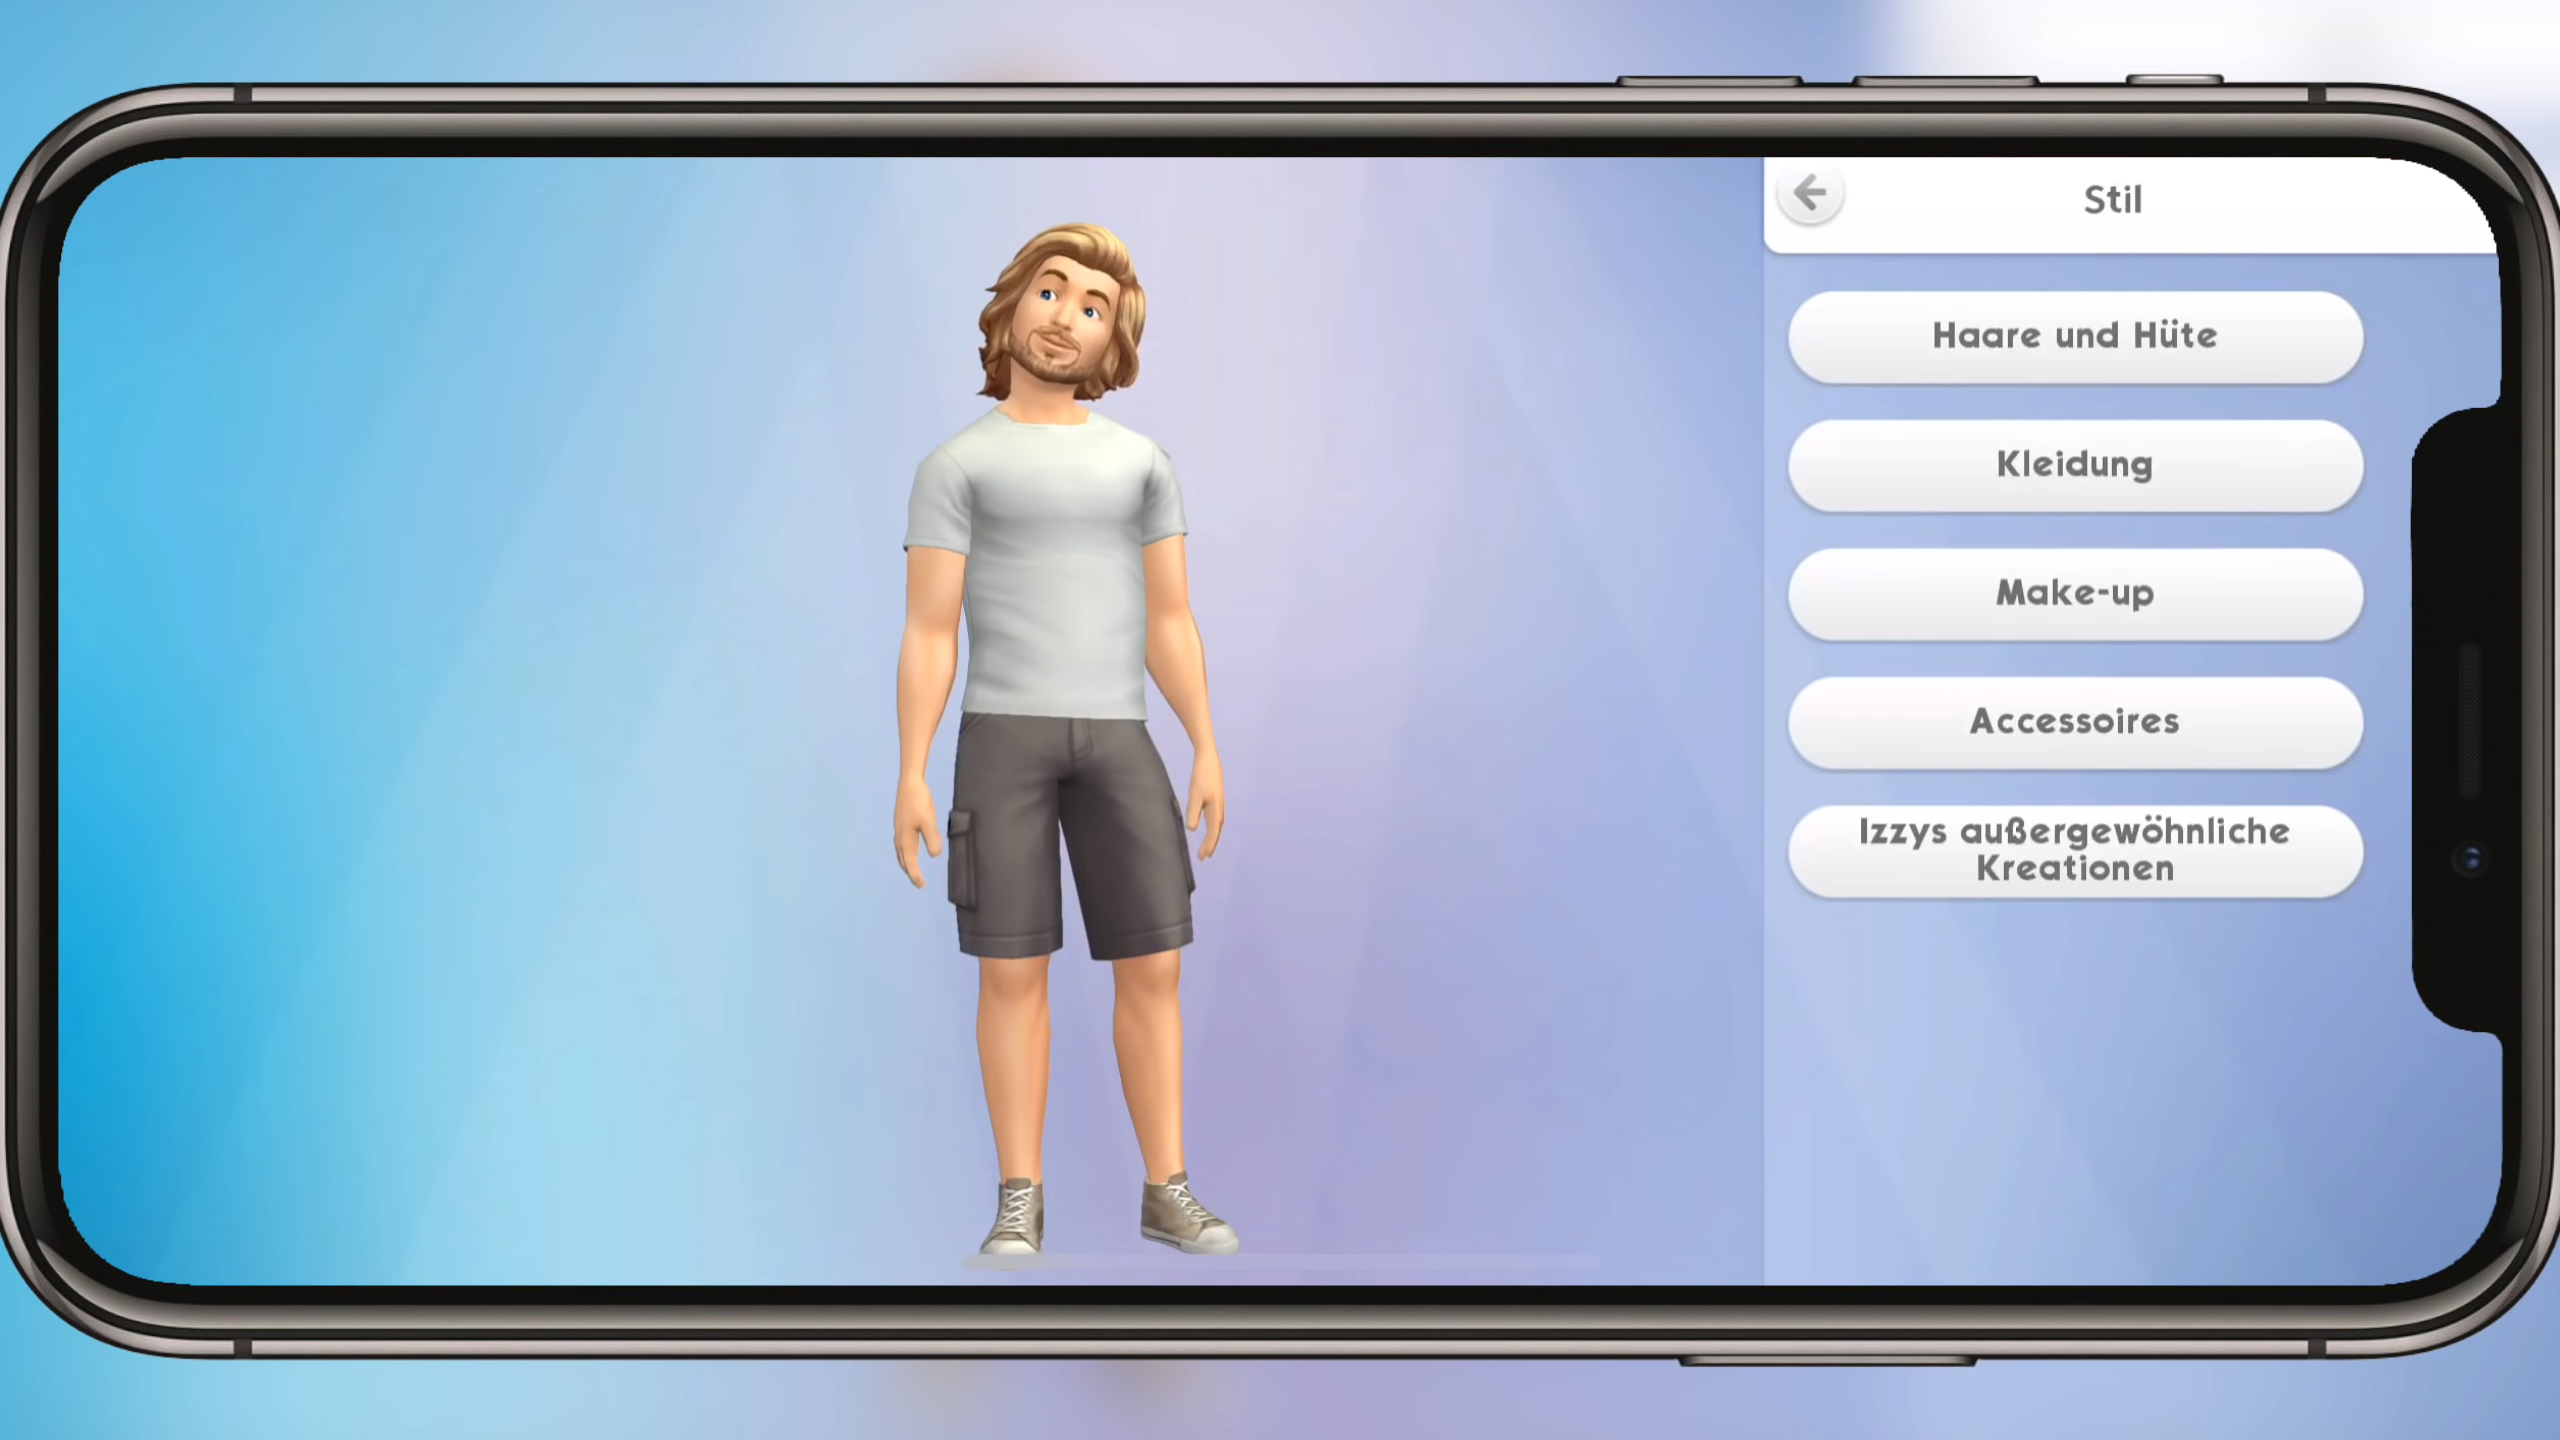 Stil
Haare und Hüte
Kleidung
Make-up
Accessoires
Izzys außergewöhnliche
Kreationen